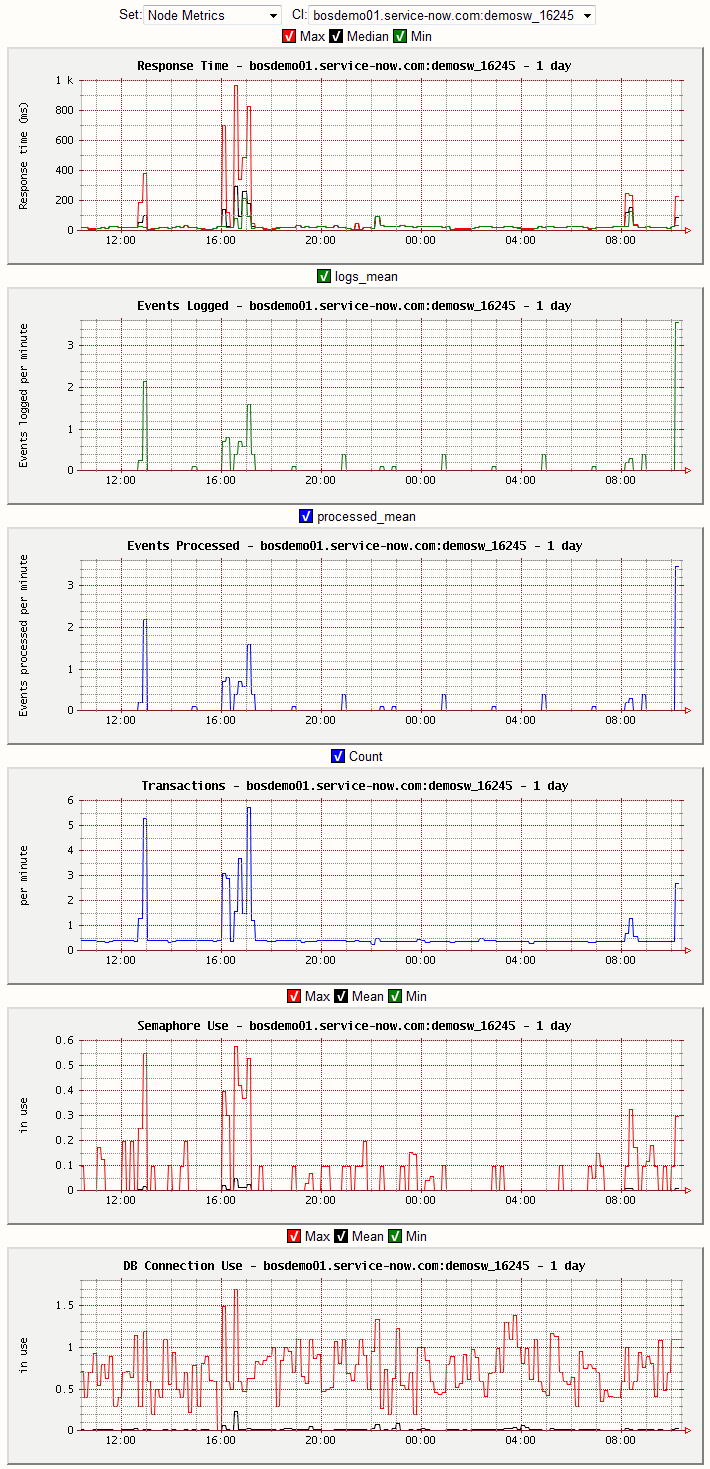 Set: Node Metrics CI: bosdemo01.service-now.com:demosw_16245
Max Median Min
Response Time - bosdemo01.service-now.com:demosw_16245 - 1 day
Response time (ms)
1 k
800
600
400
200
0
12:00 16:00 20:00 00:00 04:00 08:00
logs_mean
Events Logged - bosdemo01.service-now.com:demosw_16245 - 1 day
Events logged per minute
3
2
1
0
12:00 16:00 20:00 00:00 04:00 08:00
processed_mean
Events Processed - bosdemo01.service-now.com:demosw_16245 - 1 day
Events processed per minute
3
2
1
0
12:00 16:00 20:00 00:00 04:00 08:00
Count
Transactions - bosdemo01.service-now.com:demosw_16245 - 1 day
per minute
6
5
4
3
2
1
0
12:00 16:00 20:00 00:00 04:00 08:00
Max Mean Min
Semaphore Use - bosdemo01.service-now.com:demosw_16245 - 1 day
in use
0.6
0.5
0.4
0.3
0.2
0.1
0
12:00 16:00 20:00 00:00 04:00 08:00
Max Mean Min
DB Connection Use - bosdemo01.service-now.com:demosw_16245 - 1 day
in use
1.5
1
0.5
0
12:00 16:00 20:00 00:00 04:00 08:00